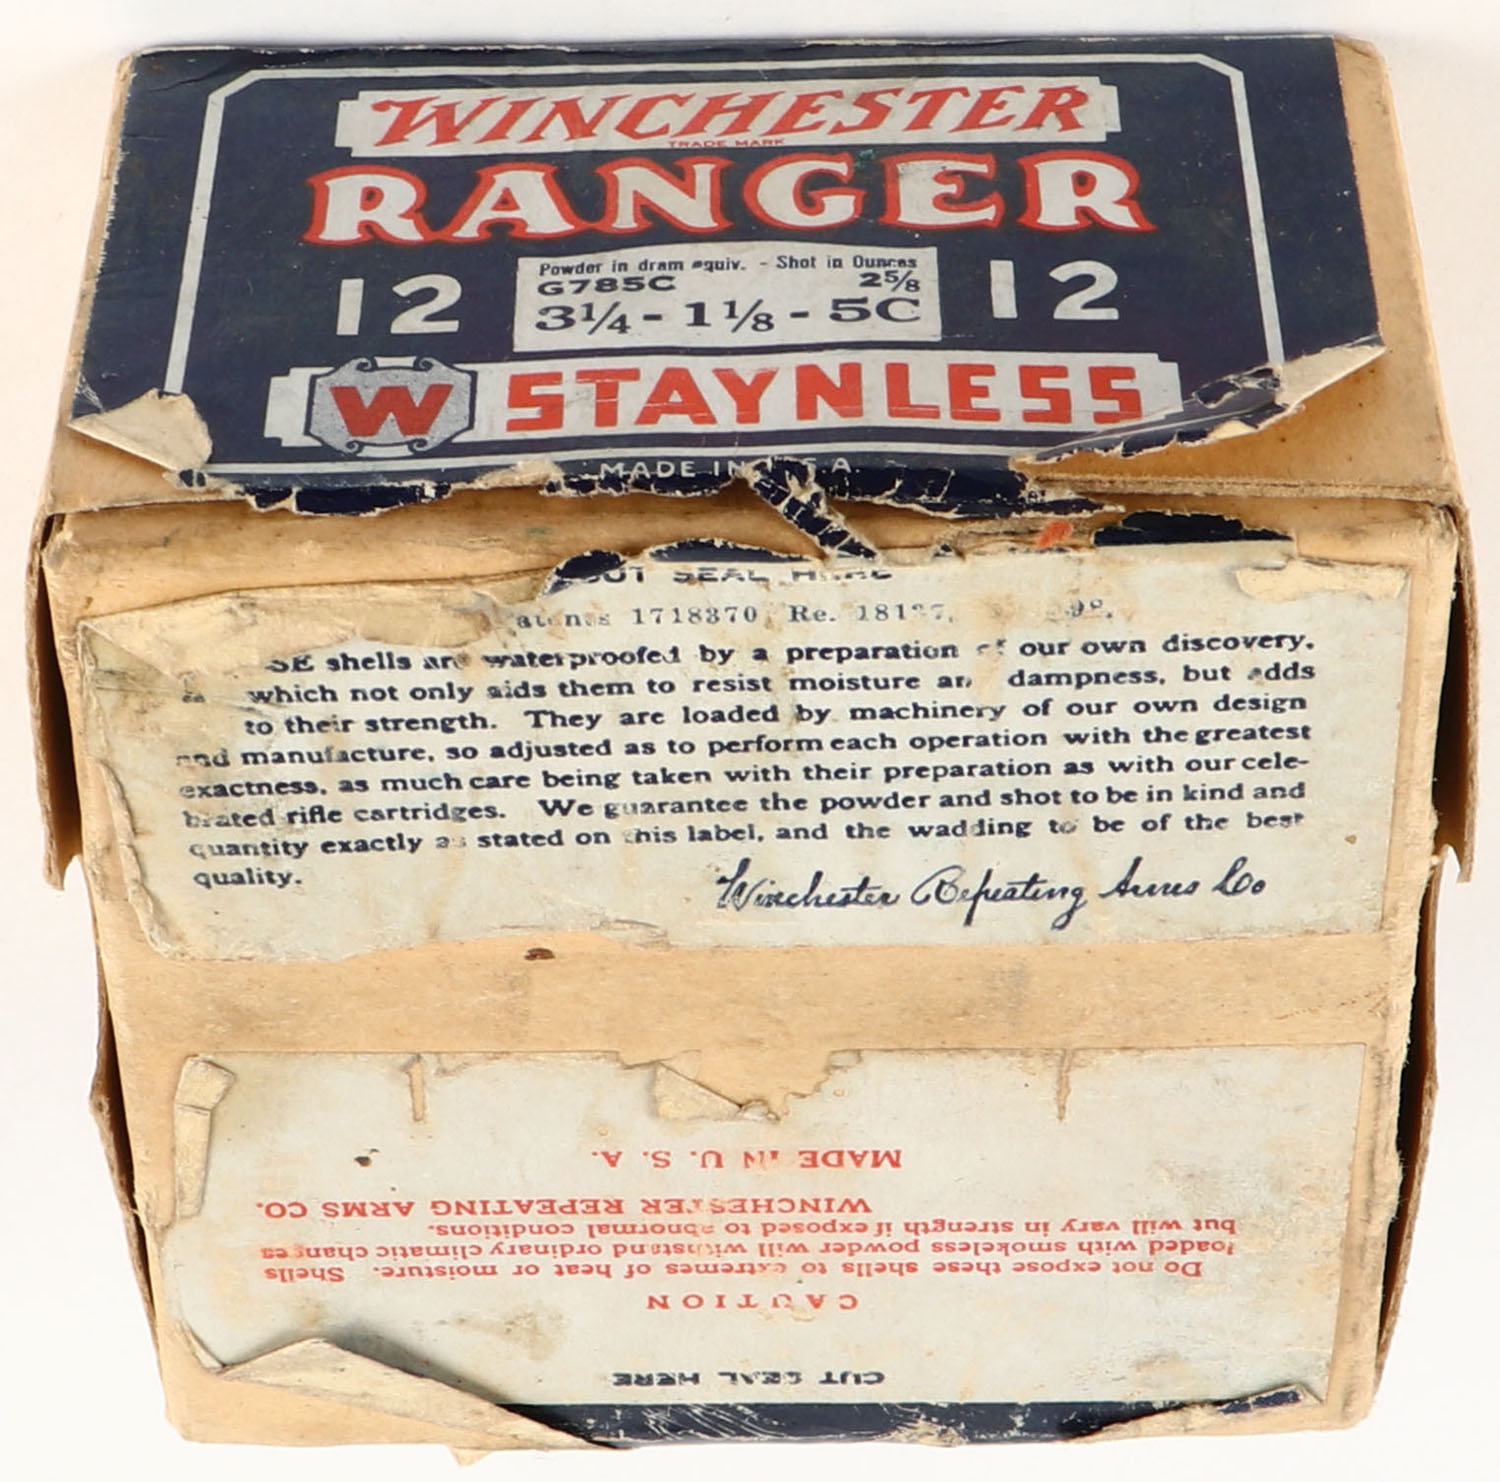 WINCHESTER
TRADE MARK
RANGER
12 12
Powder in dram equiv. - Shot in Ounces
G785C 2⅝
3¼ - 1⅛ - 5C
W STAYNLESS
MADE IN U.S.A.
CUT SEAL HERE
Patents 1718370, Re.
shells are waterproofed by a preparation of our own discovery,
which not only aids them to resist moisture and dampness, but adds
to their strength. They are loaded by machinery of our own design
and manufacture, so adjusted as to perform each operation with the greatest
exactness, as much care being taken with their preparation as with our cele-
brated rifle cartridges. We guarantee the powder and shot to be in kind and
quantity exactly as stated on this label, and the wadding to be of the best
quality.
Winchester Repeating Arms Co
CUT SEAL HERE
CAUTION
Do not expose these shells to extremes of heat or moisture. Shells
loaded with smokeless powder will withstand ordinary climatic changes
but will vary in strength if exposed to abnormal conditions.
WINCHESTER REPEATING ARMS CO.
MADE IN U. S. A.